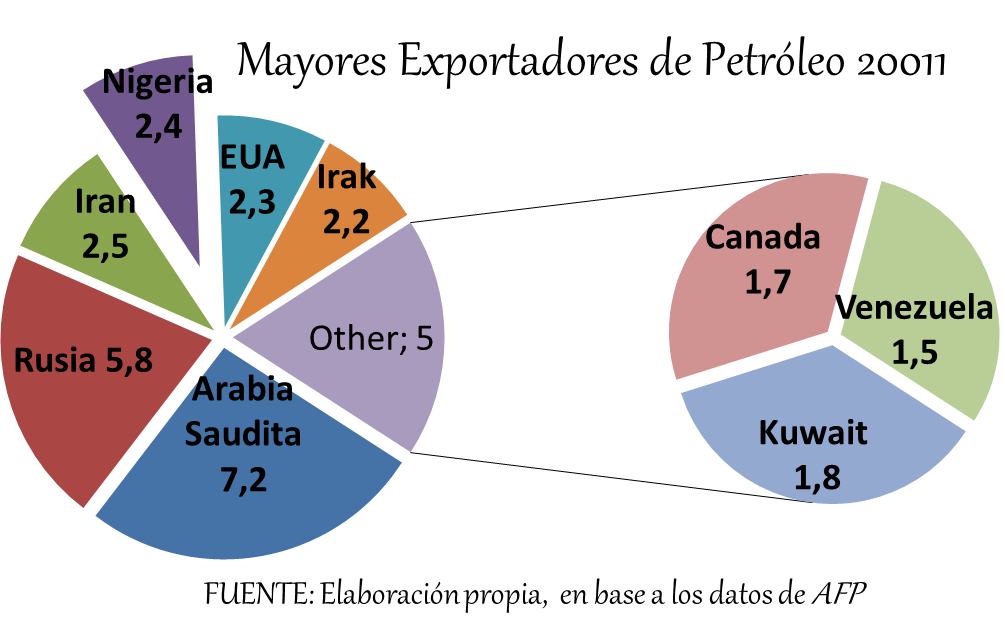 Mayores Exportadores de Petróleo 20011
Nigeria
2,4
EUA
2,3
Irak
2,2
Iran
2,5
Rusia 5,8
Other; 5
Arabia
Saudita
7,2
Canada
1,7
Venezuela
1,5
Kuwait
1,8
FUENTE: Elaboración propia, en base a los datos de AFP